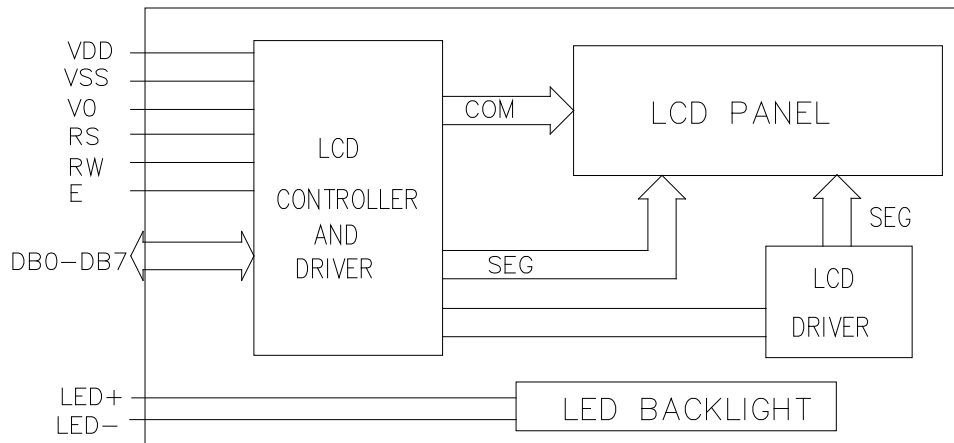 VDD
VSS
V0
RS
RW
E
DB0-DB7
LED+
LED-
LCD
CONTROLLER
AND
DRIVER
COM
SEG
LCD PANEL
SEG
LCD
DRIVER
LED BACKLIGHT